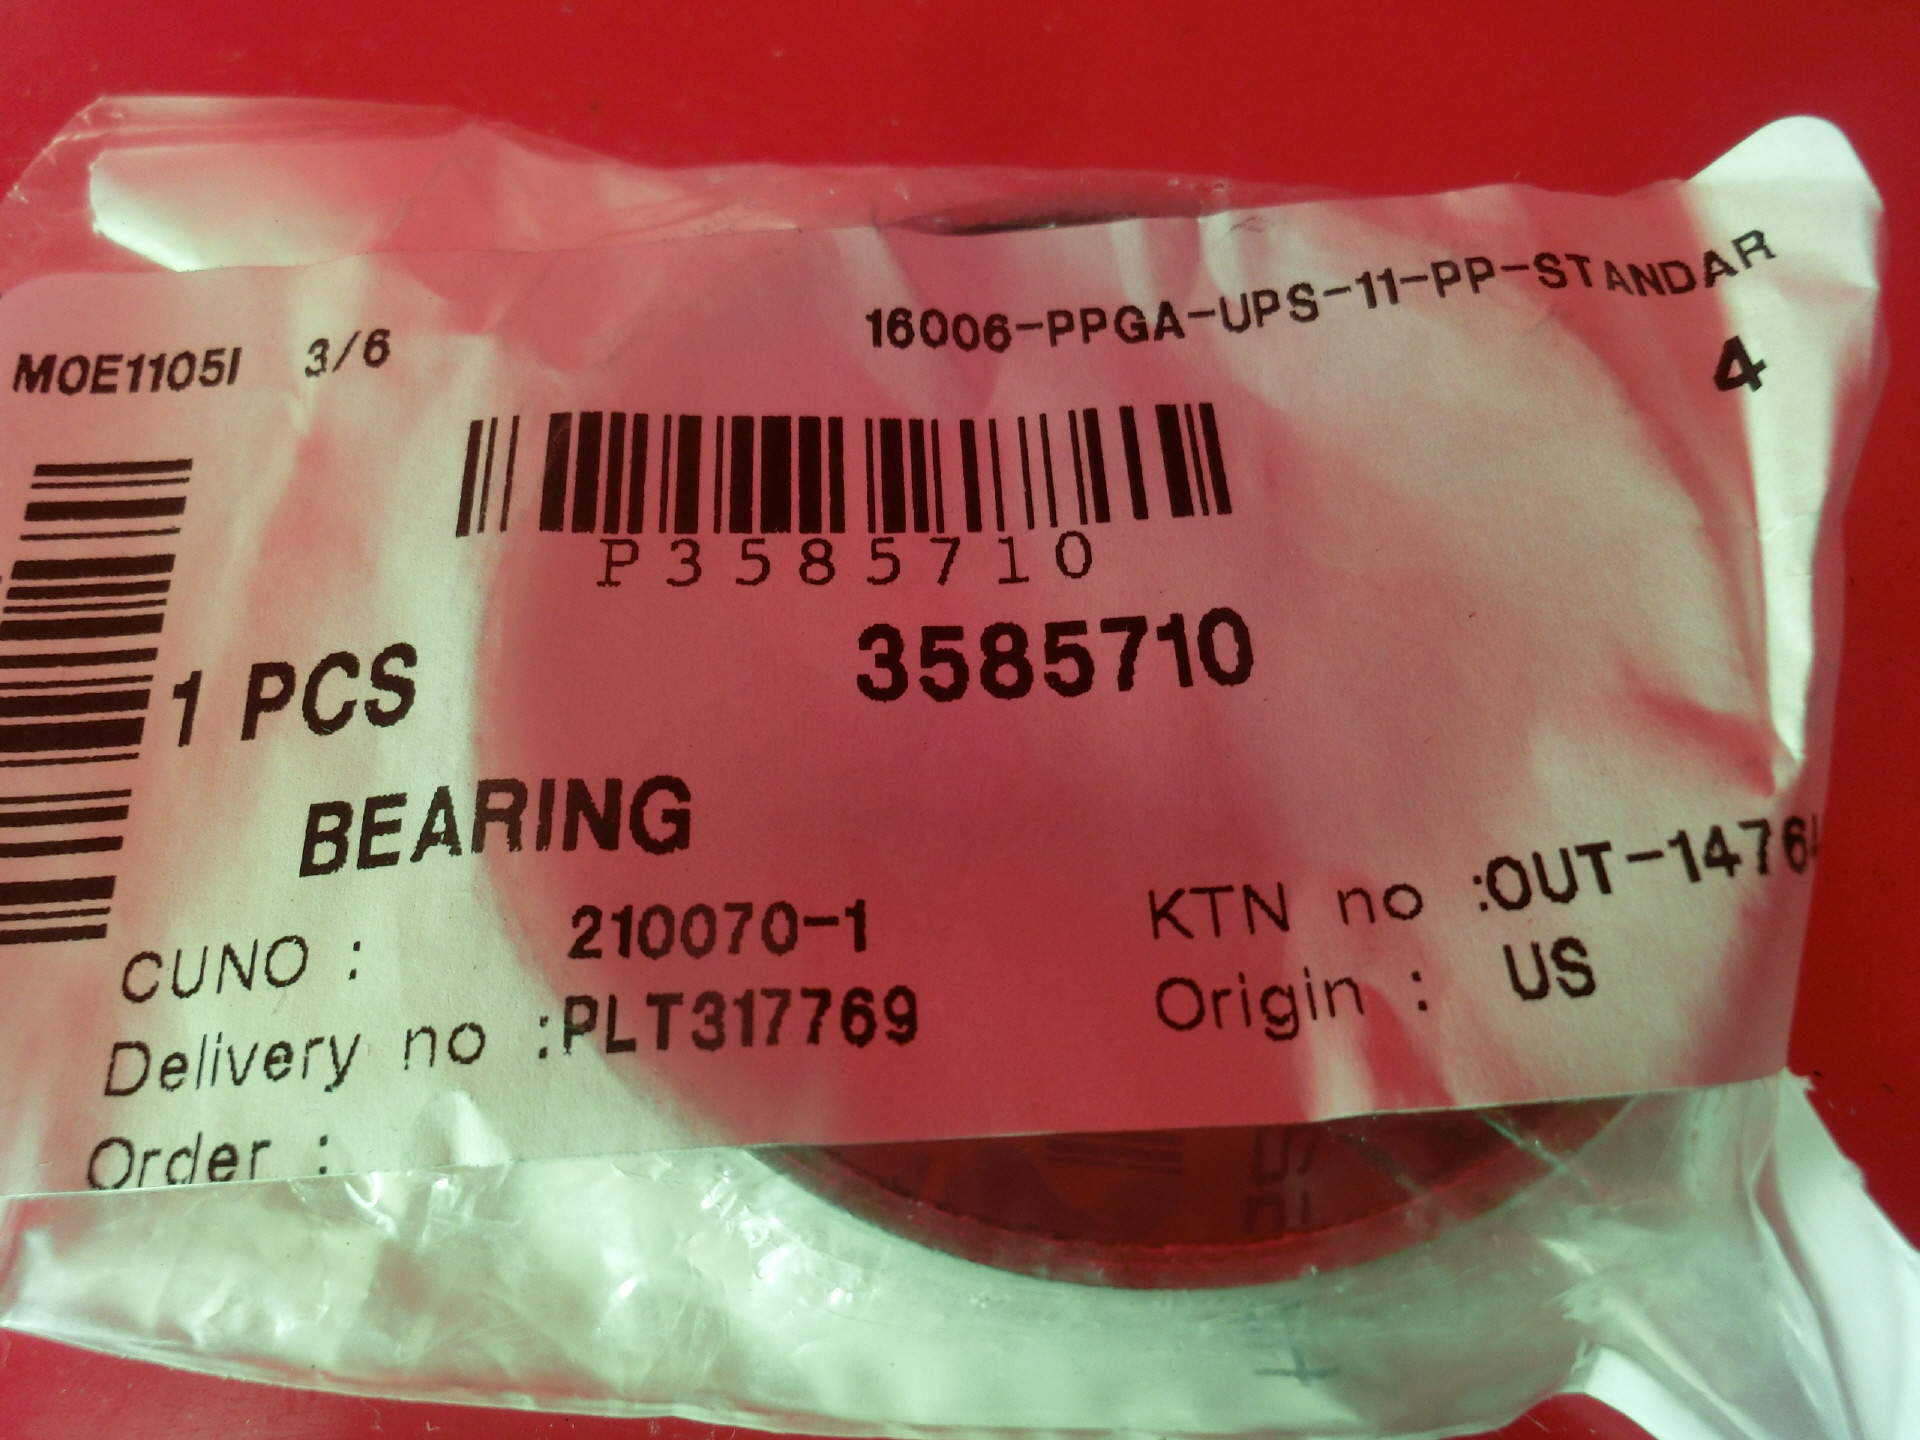 16006-PPGA-UPS-11-PP-STANDAR
MOE1105I 3/6
4
P3585710
3585710
1 PCS
BEARING
CUNO : 210070-1
KTN no :OUT-1476
Delivery no :PLT317769
Origin : US
Order :